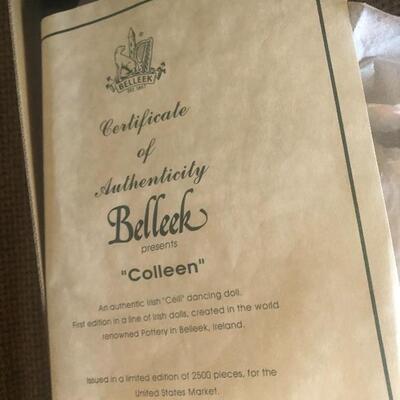 BELLEEK
Certificate
of
Authenticity
Belleek
presents
"Colleen"
An authentic Irish "Ceili" dancing doll.
First edition in a line of Irish dolls, created in the world
renowned Pottery in Belleek, Ireland.
Issued in a limited edition of 2500 pieces, for the
United States Market.